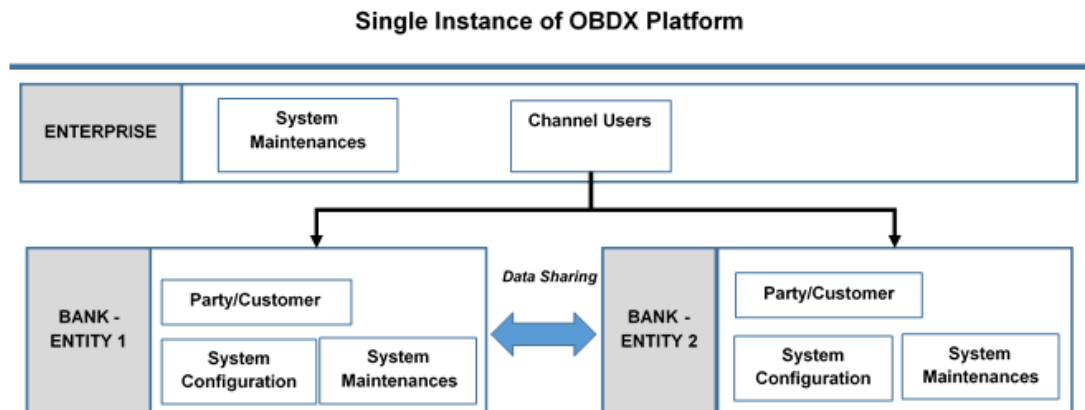 Single Instance of OBDX Platform
ENTERPRISE
System
Maintenances
Channel Users
BANK -
ENTITY 1
Party/Customer
System
Configuration
System
Maintenances
Data Sharing
BANK -
ENTITY 2
Party/Customer
System
Configuration
System
Maintenances